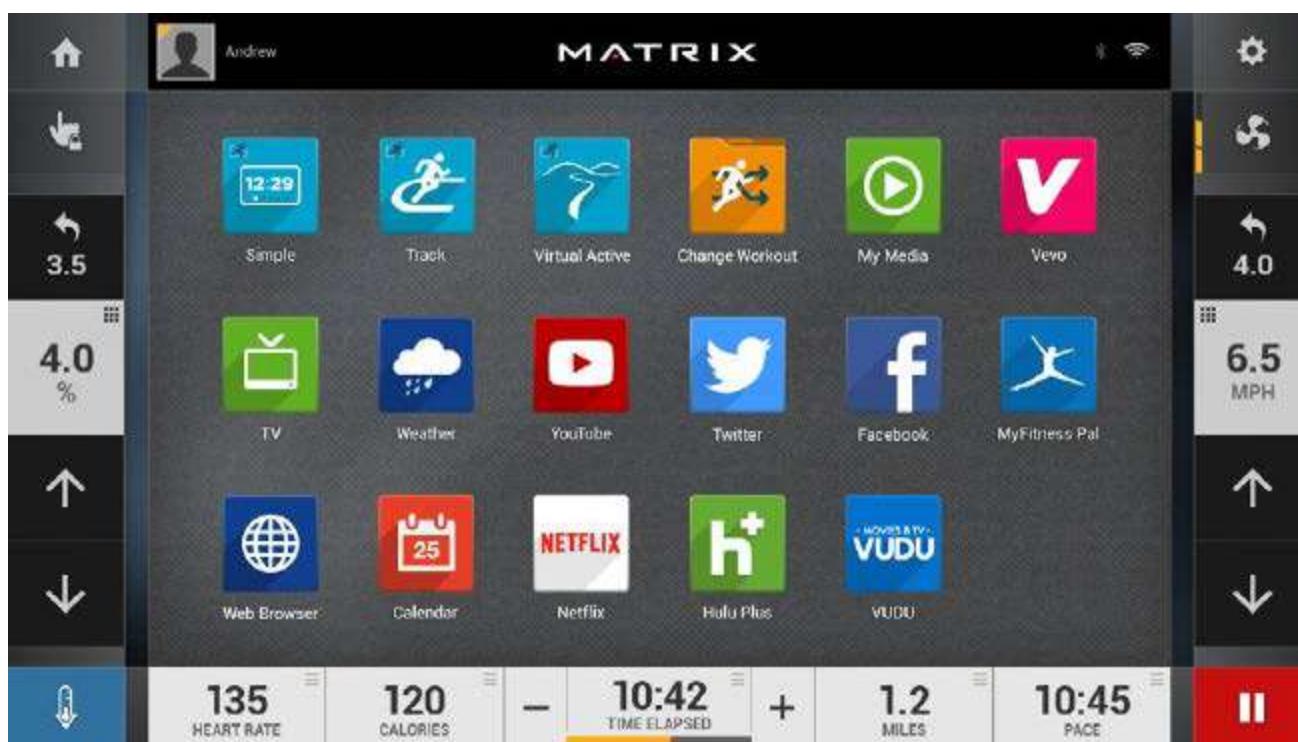 Andrew
MATRIX
12:29
Simple
Track
Virtual Active
Change Workout
My Media
V
Vevo
3.5
4.0
4.0
%
6.5
MPH
TV
Weather
YouTube
Twitter
f
Facebook
MyFitness Pal
25
NETFLIX
h+
MOVIES & TV
VUDU
Web Browser
Calendar
Netflix
Hulu Plus
VUDU
135
HEART RATE
120
CALORIES
−
10:42
TIME ELAPSED
+
1.2
MILES
10:45
PACE